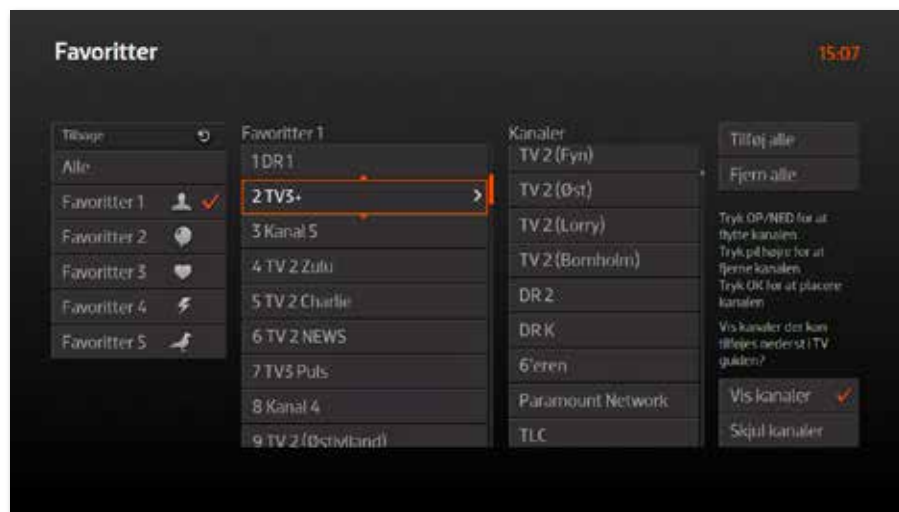 Favoritter
15:07
Tilbage
Alle
Favoritter 1
Favoritter 2
Favoritter 3
Favoritter 4
Favoritter 5
Favoritter 1
1 DR 1
2 TV3+
3 Kanal 5
4 TV 2 Zulu
5 TV 2 Charlie
6 TV 2 NEWS
7 TV3 Puls
8 Kanal 4
9 TV 2 (Østjylland)
Kanaler
TV 2 (Fyn)
TV 2 (Øst)
TV 2 (Lorry)
TV 2 (Bornholm)
DR 2
DR K
6'eren
Paramount Network
TLC
Tilføj alle
Fjern alle
Tryk OP/NED for at
flytte kanalen
Tryk pil højre for at
fjerne kanalen
Tryk OK for at placere
kanalen
Vis kanaler der kan
tilføjes nederst i TV
guiden?
Vis kanaler
Skjul kanaler